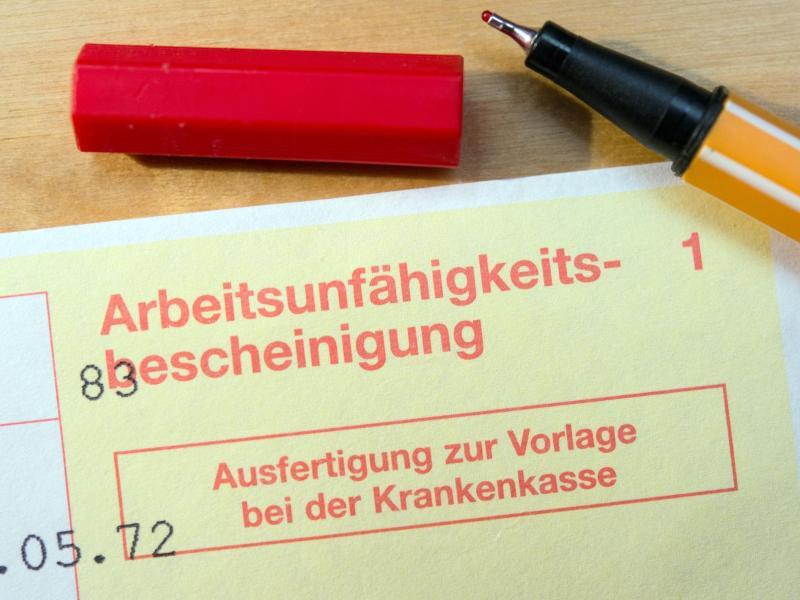 Arbeitsunfähigkeits- 1
bescheinigung
83
Ausfertigung zur Vorlage
bei der Krankenkasse
.05.72